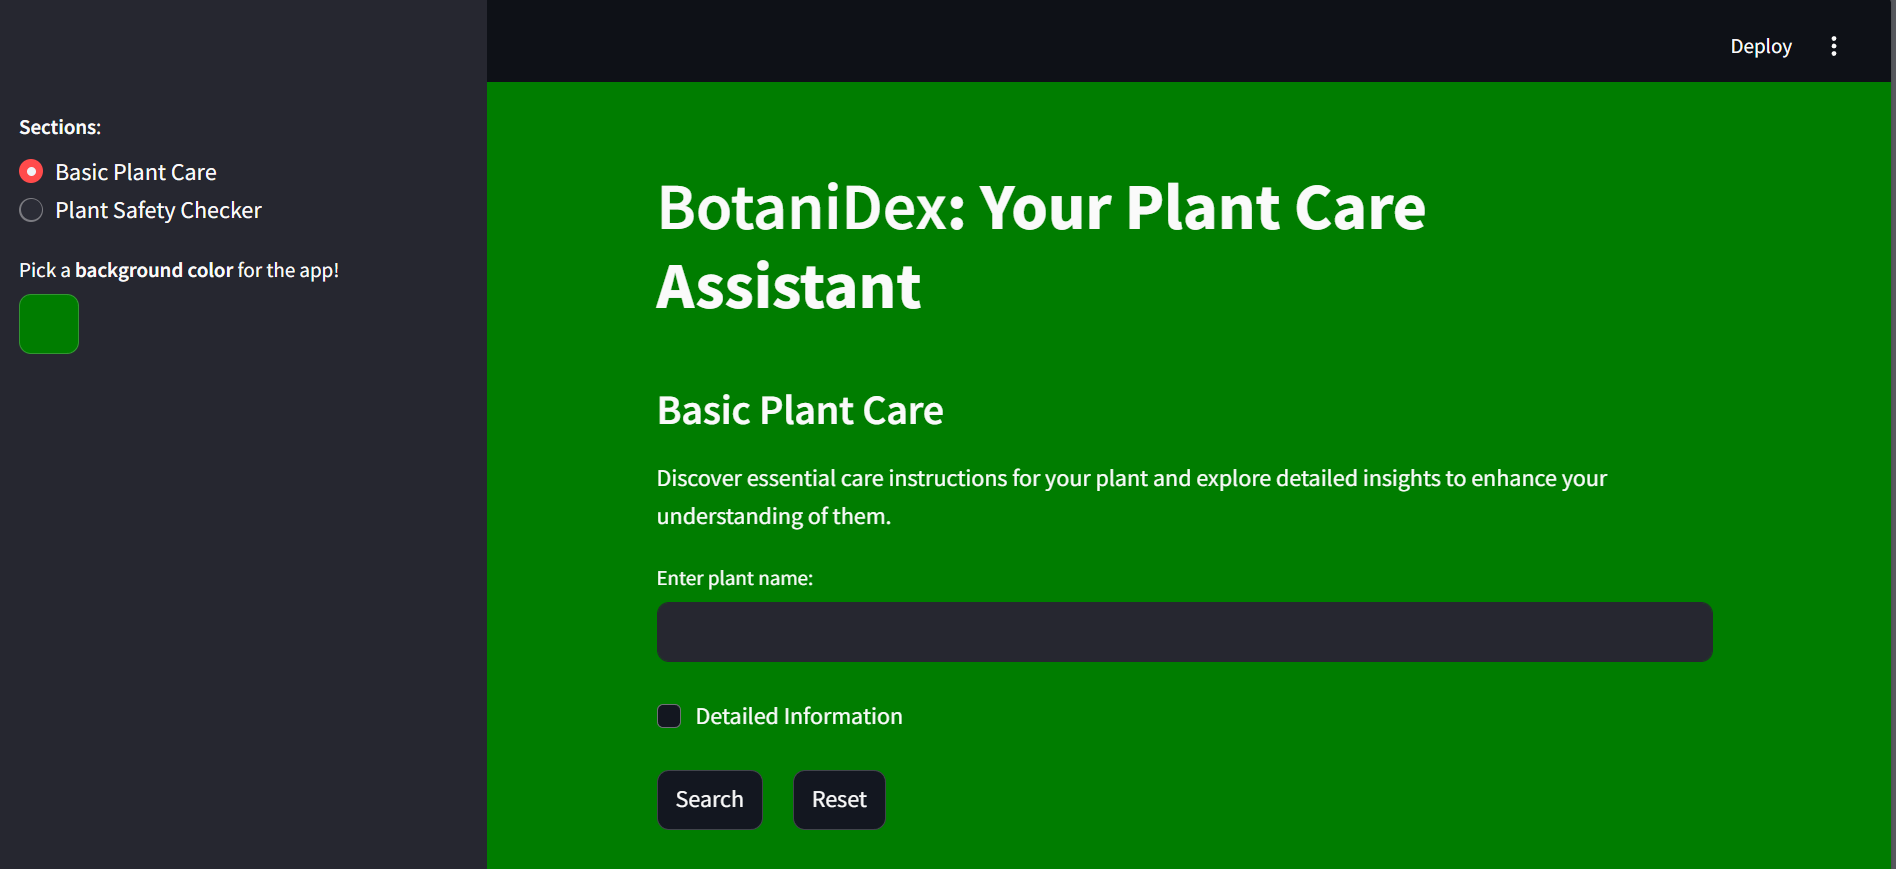 Deploy
Sections:
Basic Plant Care
Plant Safety Checker
Pick a background color for the app!
BotaniDex: Your Plant Care
Assistant
Basic Plant Care
Discover essential care instructions for your plant and explore detailed insights to enhance your
understanding of them.
Enter plant name:
Detailed Information
Search
Reset